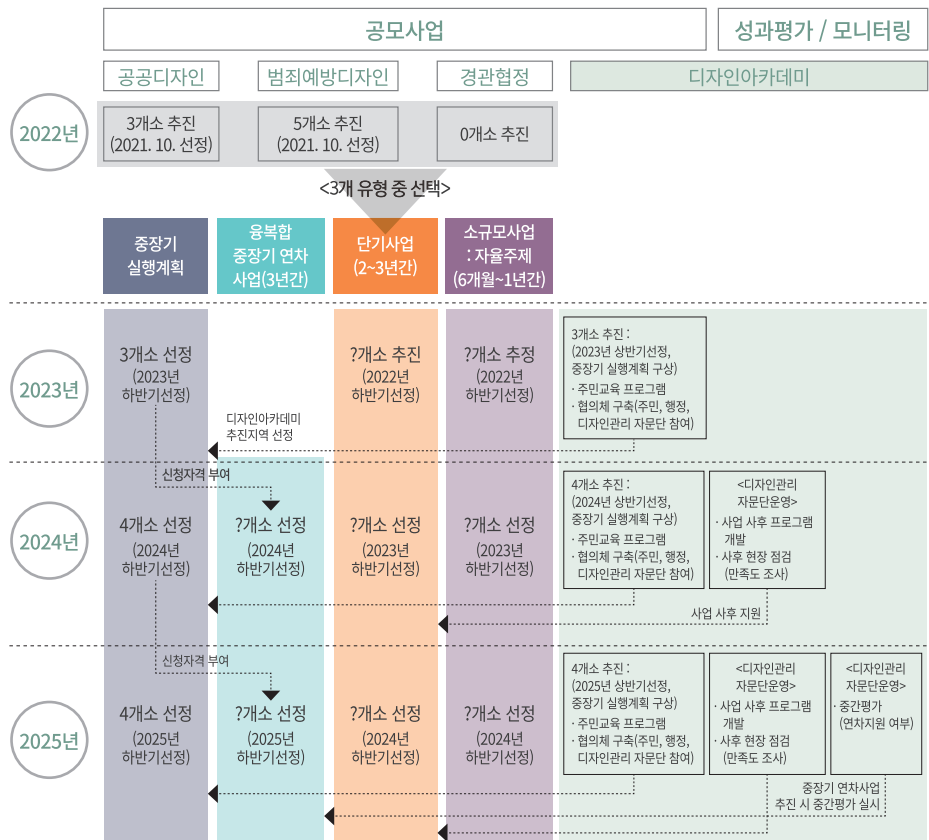 공모사업
성과평가 / 모니터링
공공디자인
범죄예방디자인
경관협정
디자인아카데미
2022년
3개소 추진
(2021. 10. 선정)
5개소 추진
(2021. 10. 선정)
0개소 추진
<3개 유형 중 선택>
중장기
실행계획
융복합
중장기 연차
사업(3년간)
단기사업
(2~3년간)
소규모사업
: 자율주제
(6개월~1년간)
2023년
3개소 선정
(2023년
하반기선정)
?개소 추진
(2022년
하반기선정)
?개소 추정
(2022년
하반기선정)
3개소 추진 :
(2023년 상반기선정,
중장기 실행계획 구상)
· 주민교육 프로그램
· 협의체 구축(주민, 행정,
디자인관리 자문단 참여)
디자인아카데미
추진지역 선정
신청자격 부여
2024년
4개소 선정
(2024년
하반기선정)
?개소 선정
(2024년
하반기선정)
?개소 선정
(2023년
하반기선정)
?개소 선정
(2023년
하반기선정)
4개소 추진 :
(2024년 상반기선정,
중장기 실행계획 구상)
· 주민교육 프로그램
· 협의체 구축(주민, 행정,
디자인관리 자문단 참여)
<디자인관리
자문단운영>
· 사업 사후 프로그램
개발
· 사후 현장 점검
(만족도 조사)
사업 사후 지원
신청자격 부여
2025년
4개소 선정
(2025년
하반기선정)
?개소 선정
(2025년
하반기선정)
?개소 선정
(2024년
하반기선정)
?개소 선정
(2024년
하반기선정)
4개소 추진 :
(2025년 상반기선정,
중장기 실행계획 구상)
· 주민교육 프로그램
· 협의체 구축(주민, 행정,
디자인관리 자문단 참여)
<디자인관리
자문단운영>
· 사업 사후 프로그램
개발
· 사후 현장 점검
(만족도 조사)
<디자인관리
자문단운영>
· 중간평가
(연차지원 여부)
중장기 연차사업
추진 시 중간평가 실시